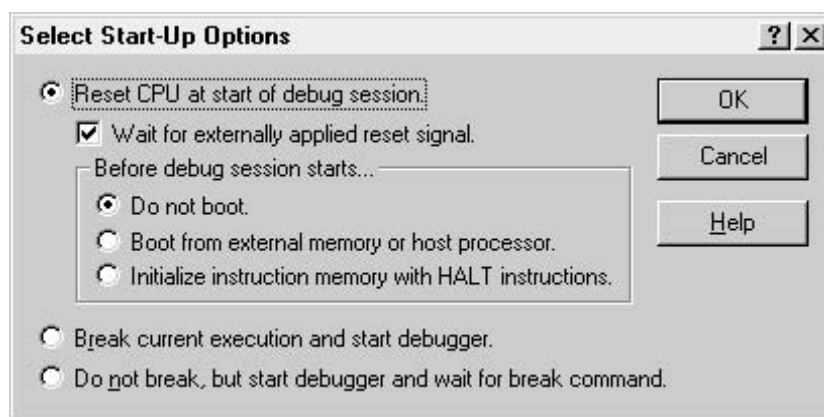 Select Start-Up Options
Reset CPU at start of debug session.
OK
Wait for externally applied reset signal.
Cancel
Before debug session starts...
Do not boot.
Help
Boot from external memory or host processor.
Initialize instruction memory with HALT instructions.
Break current execution and start debugger.
Do not break, but start debugger and wait for break command.